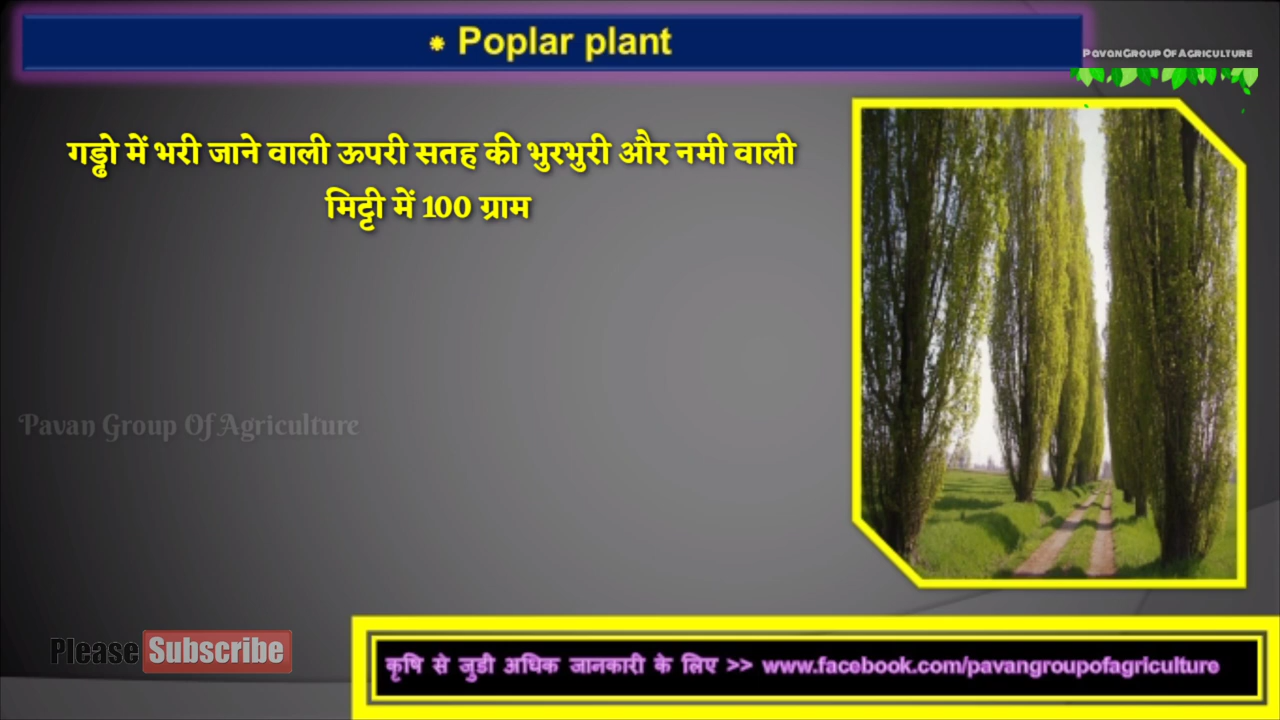 ⁕ Poplar plant
PavanGroup Of Agriculture
गड्ढो में भरी जाने वाली ऊपरी सतह की भुरभुरी और नमी वाली
मिट्टी में 100 ग्राम
Pavan Group Of Agriculture
Please Subscribe
कृषि से जुडी अधिक जानकारी के लिए >> www.facebook.com/pavangroupofagriculture